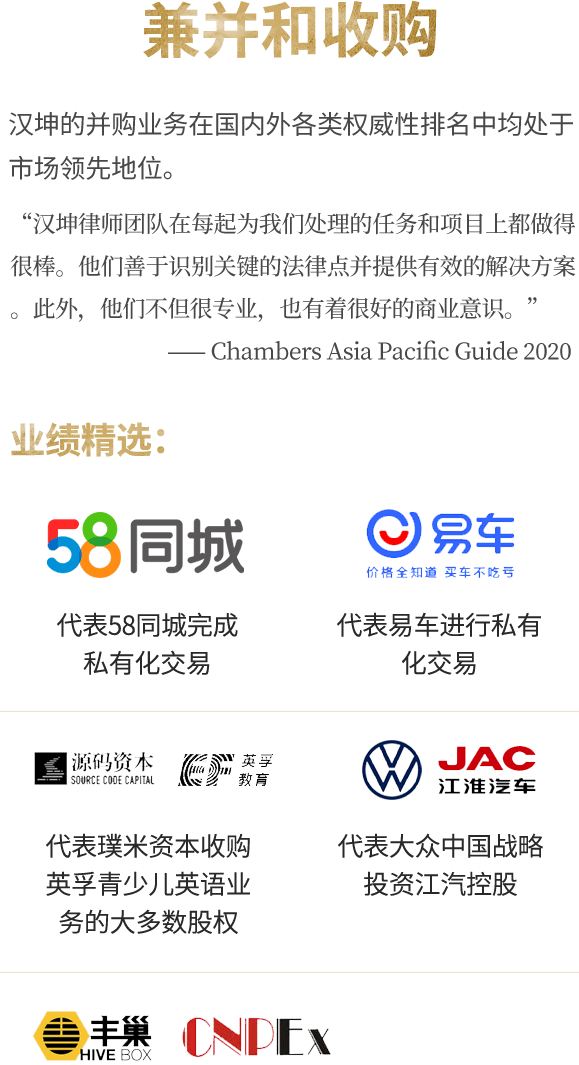 兼并和收购
汉坤的并购业务在国内外各类权威性排名中均处于
市场领先地位。
“汉坤律师团队在每起为我们处理的任务和项目上都做得
很棒。他们善于识别关键的法律点并提供有效的解决方案
。此外，他们不但很专业，也有着很好的商业意识。”
—— Chambers Asia Pacific Guide 2020
业绩精选：
58同城
易车
价格全知道 买车不吃亏
代表58同城完成
私有化交易
代表易车进行私有
化交易
源码资本
SOURCE CODE CAPITAL
英孚
教育
JAC
江淮汽车
代表璞米资本收购
英孚青少儿英语业
务的大多数股权
代表大众中国战略
投资江汽控股
丰巢
HIVE BOX
CNPEx